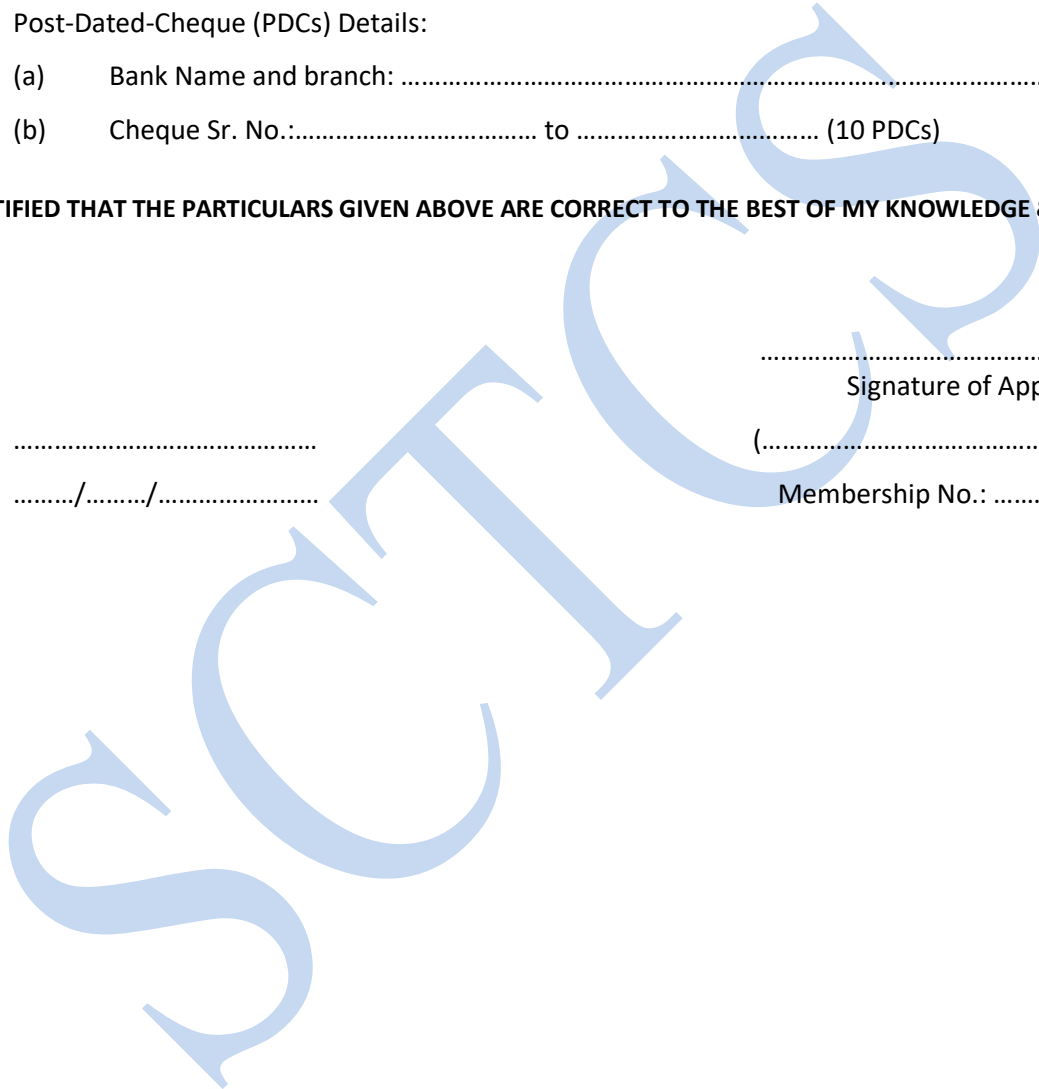 Post-Dated-Cheque (PDCs) Details:
(a) Bank Name and branch: ……………………………………………………………………………………
(b) Cheque Sr. No.:……………………………… to ……………………………… (10 PDCs)
TIFIED THAT THE PARTICULARS GIVEN ABOVE ARE CORRECT TO THE BEST OF MY KNOWLEDGE &
……………………………………
Signature of App
……………………………………… (……………………………………
………/………/…………………… Membership No.: …….
SCTCS